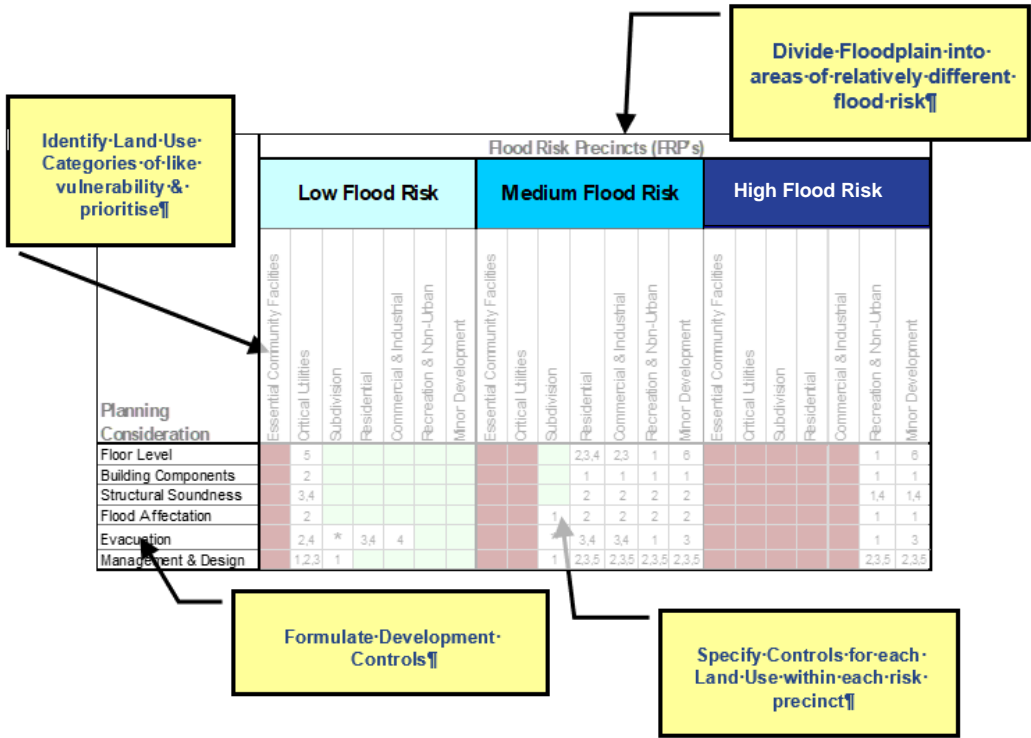 Divide·Floodplain·into·
areas·of·relatively·different·
flood·risk¶
Identify·Land·Use·
Categories·of·like·
vulnerability·&·
prioritise¶
Flood Risk Precincts (FRP's)
Low Flood Risk Medium Flood Risk High Flood Risk
Planning
Consideration
Essential Community Facilities
Critical Utilities
Subdivision
Residential
Commercial & Industrial
Recreation & Non-Urban
Minor Development
Essential Community Facilities
Critical Utilities
Subdivision
Residential
Commercial & Industrial
Recreation & Non-Urban
Minor Development
Essential Community Facilities
Critical Utilities
Subdivision
Residential
Commercial & Industrial
Recreation & Non-Urban
Minor Development
Floor Level 5 2,3,4 2,3 1 6 1 6
Building Components 2 1 1 1 1 1 1
Structural Soundness 3,4 2 2 2 2 1,4 1,4
Flood Affectation 2 1 2 2 2 2 1 1
Evacuation 2,4 * 3,4 4 3,4 3,4 1 3 1 3
Management & Design 1,2,3 1 1 2,3,5 2,3,5 2,3,5 2,3,5 2,3,5 2,3,5
Formulate·Development·
Controls¶
Specify·Controls·for·each·
Land·Use·within·each·risk·
precinct¶